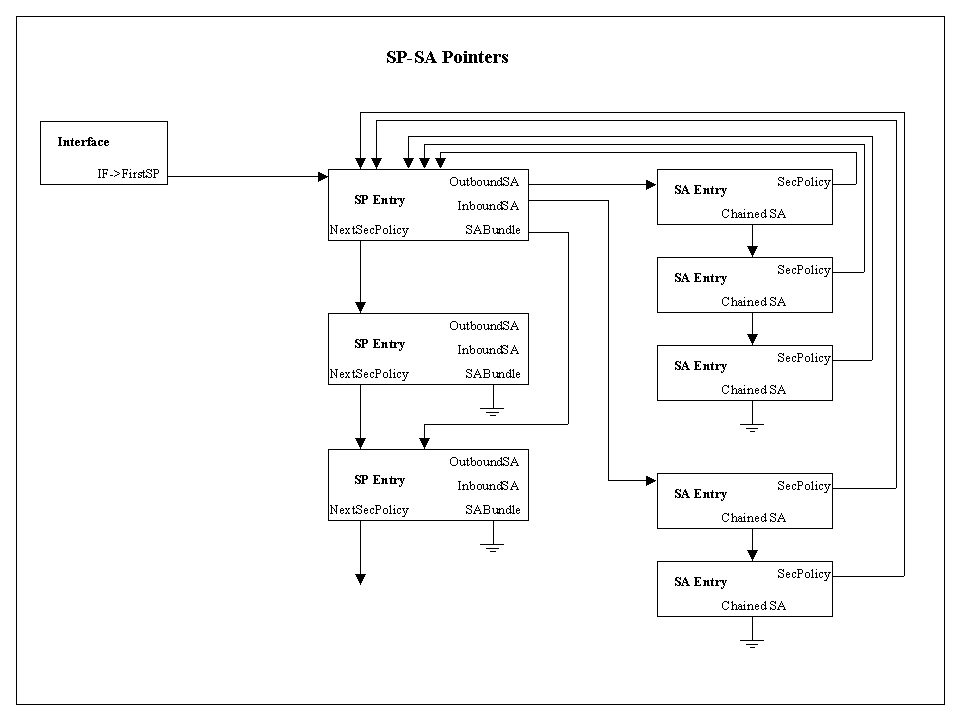 SP-SA Pointers
Interface
IF->FirstSP
OutboundSA
SP Entry
InboundSA
NextSecPolicy
SABundle
OutboundSA
SP Entry
InboundSA
NextSecPolicy
SABundle
OutboundSA
SP Entry
InboundSA
NextSecPolicy
SABundle
SecPolicy
SA Entry
Chained SA
SecPolicy
SA Entry
Chained SA
SecPolicy
SA Entry
Chained SA
SecPolicy
SA Entry
Chained SA
SecPolicy
SA Entry
Chained SA